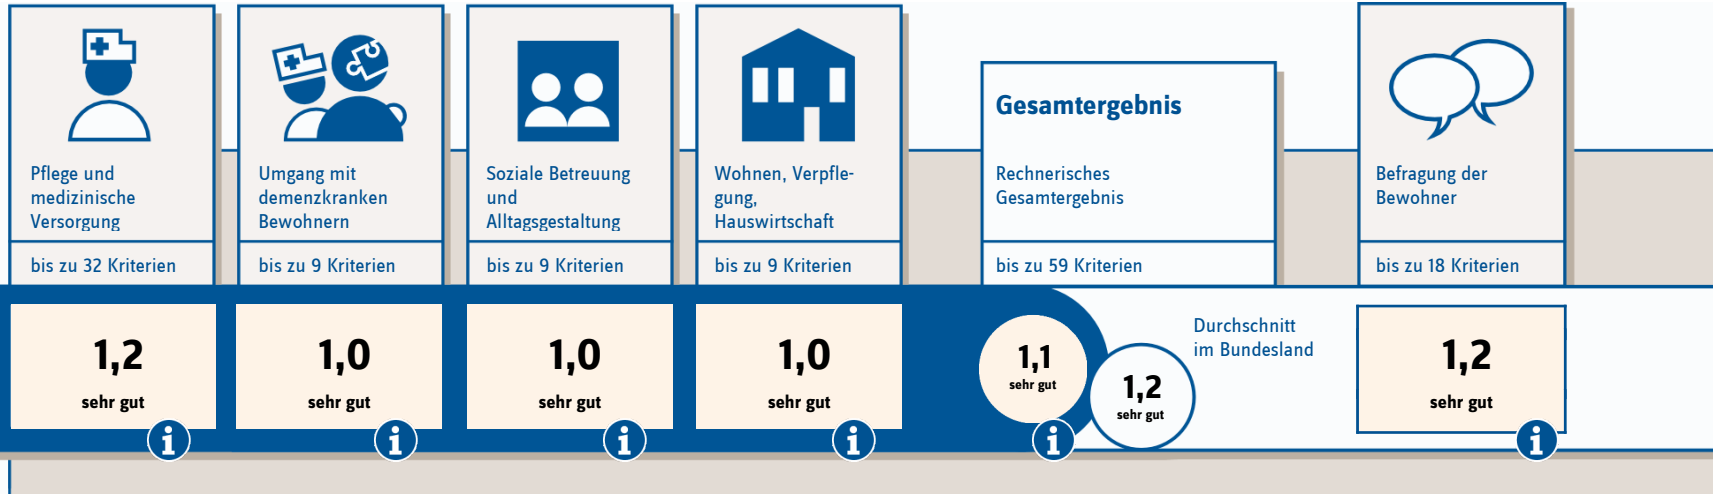 Pflege und
medizinische
Versorgung
bis zu 32 Kriterien
1,2
sehr gut
Umgang mit
demenzkranken
Bewohnern
bis zu 9 Kriterien
1,0
sehr gut
Soziale Betreuung
und
Alltagsgestaltung
bis zu 9 Kriterien
1,0
sehr gut
Wohnen, Verpfle-
gung,
Hauswirtschaft
bis zu 9 Kriterien
1,0
sehr gut
Gesamtergebnis
Rechnerisches
Gesamtergebnis
bis zu 59 Kriterien
1,1
sehr gut
Durchschnitt
im Bundesland
1,2
sehr gut
Befragung der
Bewohner
bis zu 18 Kriterien
1,2
sehr gut